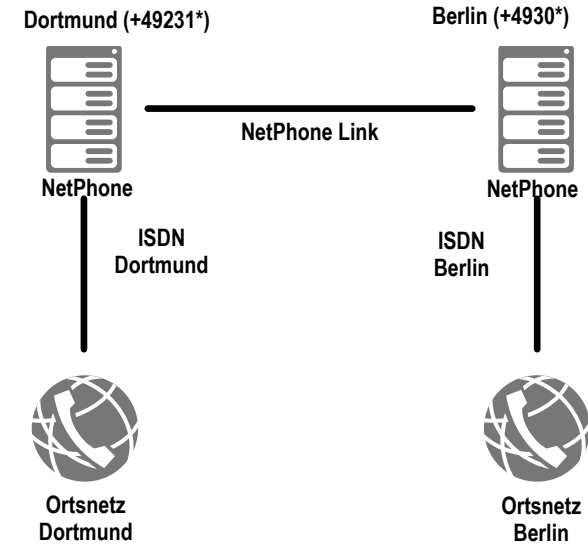 Dortmund (+49231*)
Berlin (+4930*)
NetPhone Link
NetPhone
NetPhone
ISDN
Dortmund
ISDN
Berlin
Ortsnetz
Dortmund
Ortsnetz
Berlin